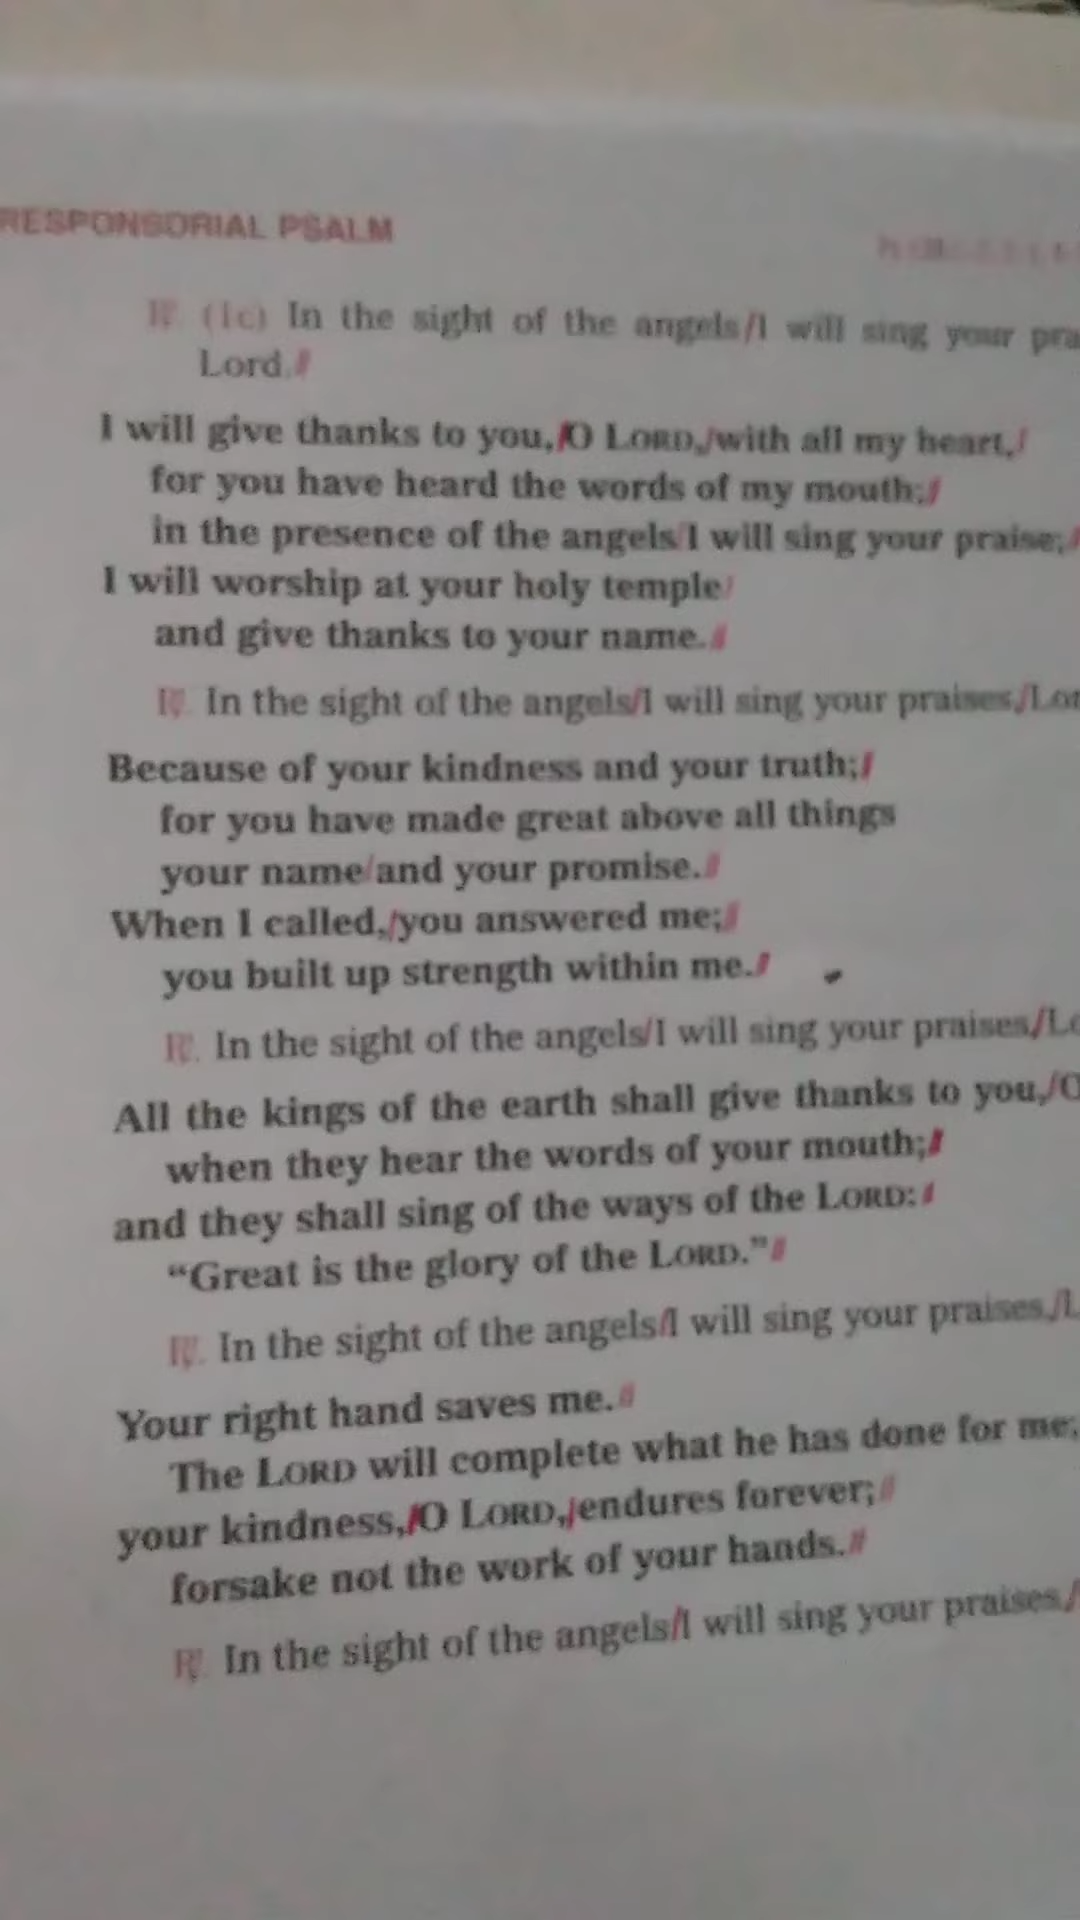 RESPONSORIAL PSALM
℟. (1c) In the sight of the angels/I will sing your
Lord.//
I will give thanks to you,/O LORD,/with all my heart,/
for you have heard the words of my mouth;//
in the presence of the angels/I will sing your praise;/
I will worship at your holy temple/
and give thanks to your name.//
℟. In the sight of the angels/I will sing your praises,/
Because of your kindness and your truth;//
for you have made great above all things
your name/and your promise.//
When I called,/you answered me;//
you built up strength within me.//
℟. In the sight of the angels/I will sing your praises/
All the kings of the earth shall give thanks to you,/O
when they hear the words of your mouth;//
and they shall sing of the ways of the LORD://
“Great is the glory of the LORD.”//
℟. In the sight of the angels/I will sing your praises,/L
Your right hand saves me.//
The LORD will complete what he has done for me;
your kindness,/O LORD,/endures forever;//
forsake not the work of your hands.//
℟. In the sight of the angels/I will sing your praises/